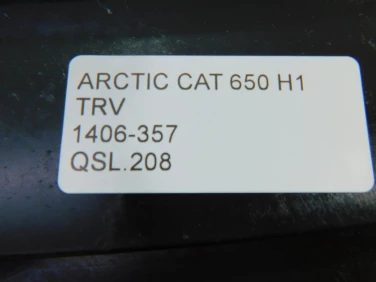 ARCTIC CAT 650 H1
TRV
1406-357
QSL.208